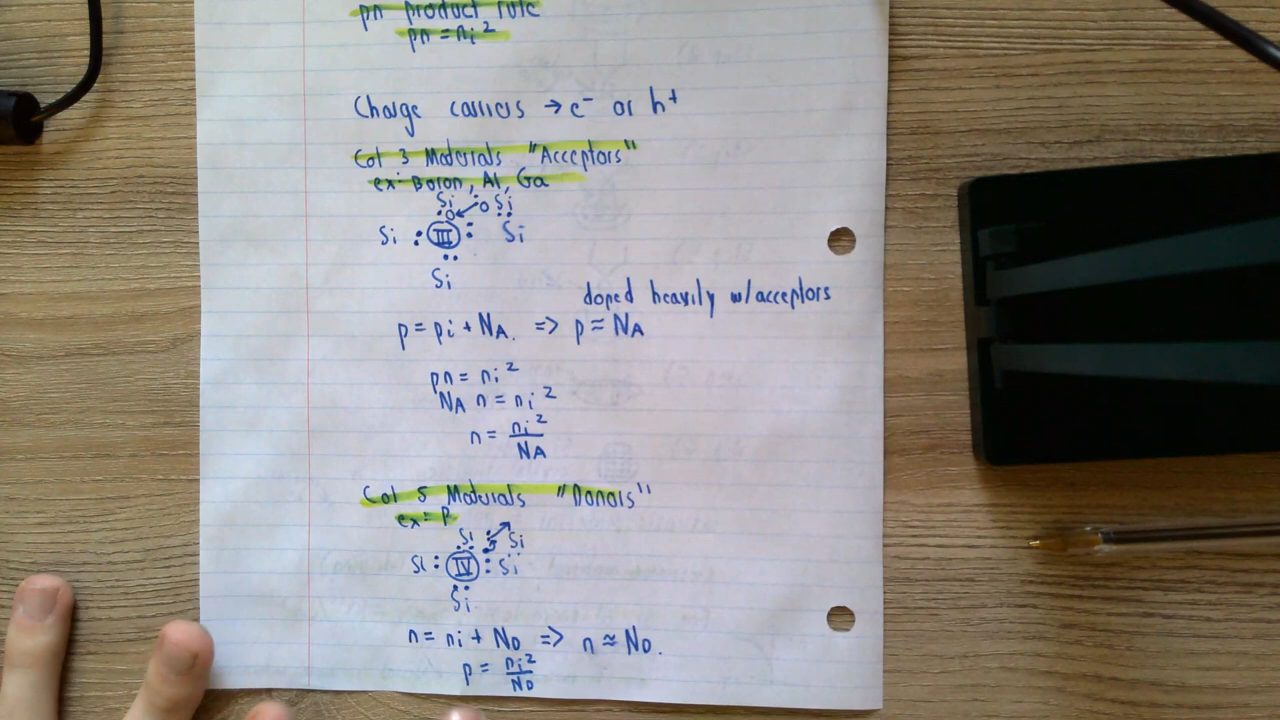 pn product rule
pn = ni²
Charge carriers → e⁻ or h⁺
Col 3 Materials "Acceptors"
ex: Boron, Al, Ga
Si Si
Si III Si
Si
doped heavily w/acceptors
p = pi + NA. => p ≈ NA
pn = ni²
NA n = ni²
n = ni²/NA
Col 5 Materials "Donors"
ex: P
Si Si
Si IV Si
Si
n = ni + ND => n ≈ ND.
p = ni²/ND